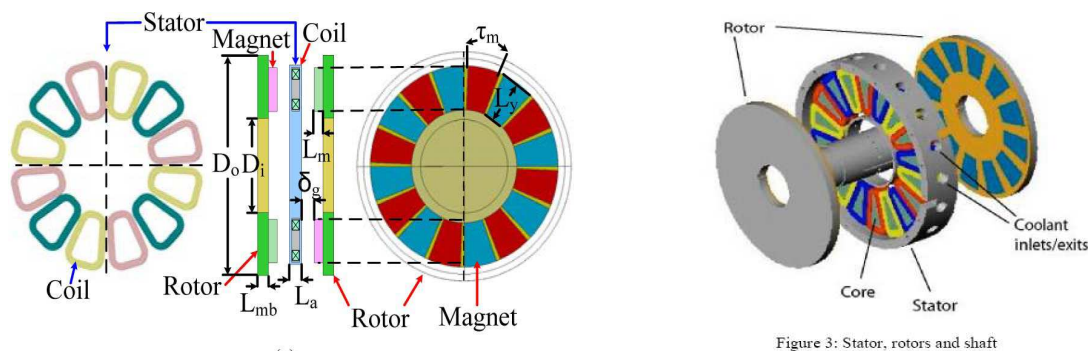 Stator
Magnet
Coil
τm
Ly
Lm
Do
Di
δg
Coil
Rotor
Lmb
La
Rotor
Magnet
Rotor
Coolant
inlets/exits
Core
Stator
Figure 3: Stator, rotors and shaft